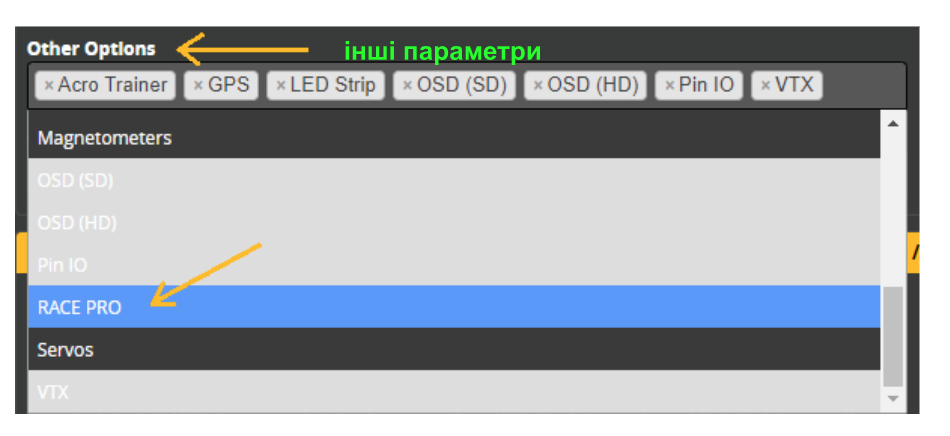 Other Options
інші параметри
× Acro Trainer × GPS × LED Strip × OSD (SD) × OSD (HD) × Pin IO × VTX
Magnetometers
OSD (SD)
OSD (HD)
Pin IO
RACE PRO
Servos
VTX